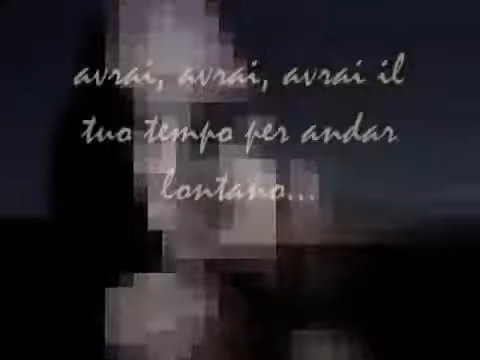 avrai, avrai, avrai il
tuo tempo per andar
lontano...